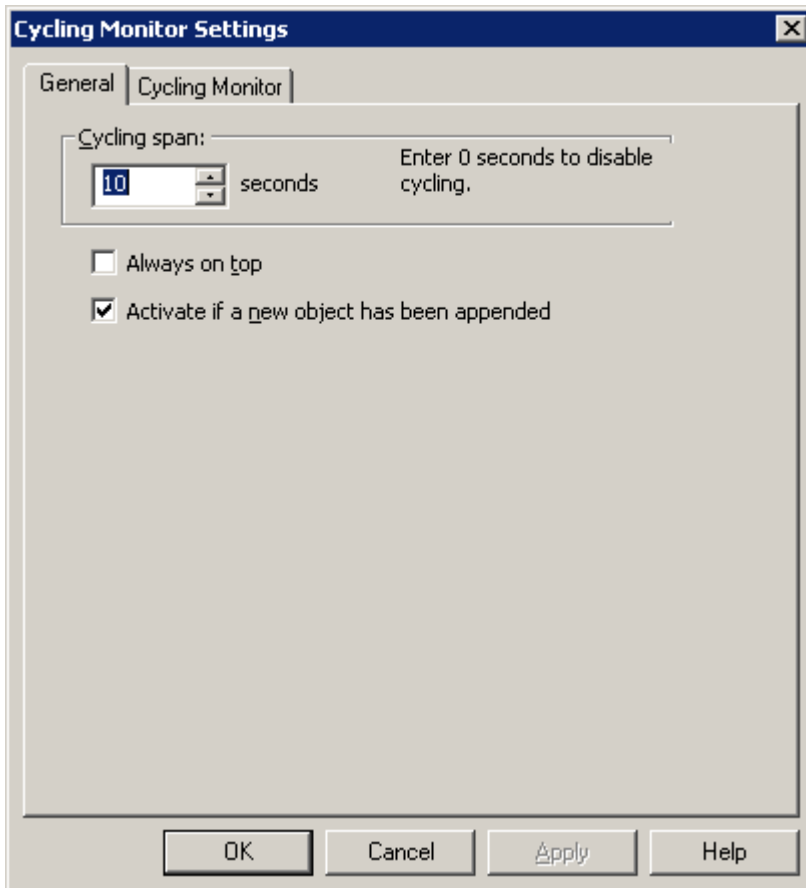 Cycling Monitor Settings
General
Cycling Monitor
Cycling span:
10
seconds
Enter 0 seconds to disable
cycling.
Always on top
Activate if a new object has been appended
OK
Cancel
Apply
Help